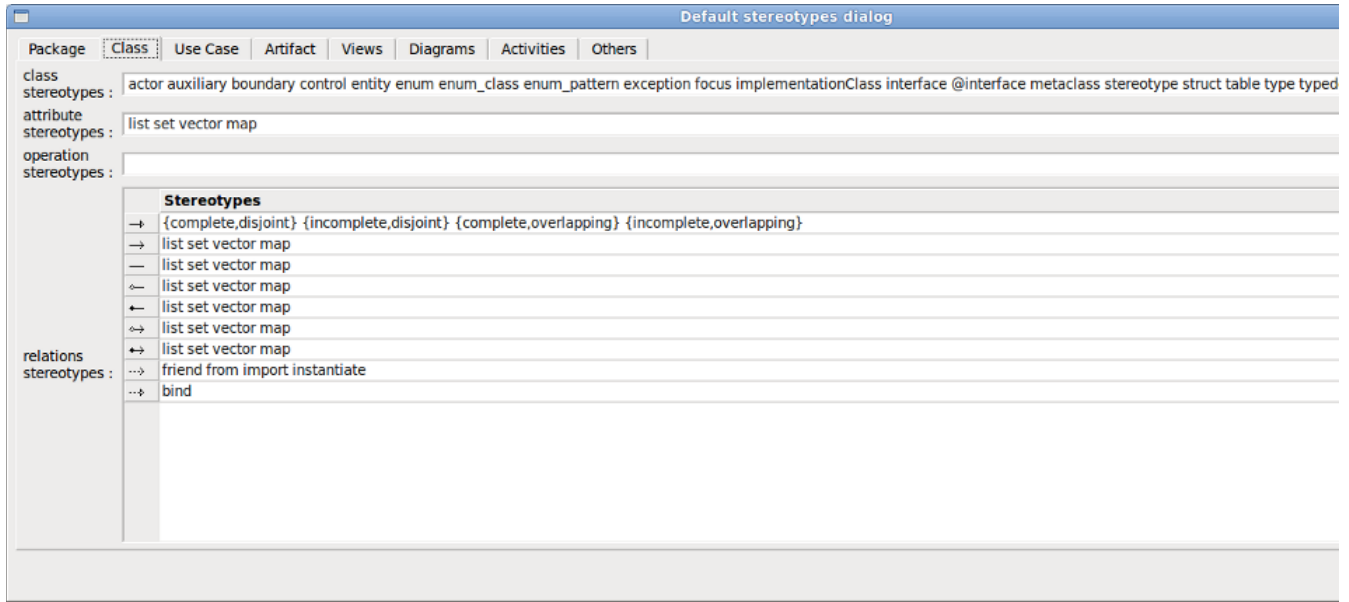 Default stereotypes dialog
Package Class Use Case Artifact Views Diagrams Activities Others
class
stereotypes :
actor auxiliary boundary control entity enum enum_class enum_pattern exception focus implementationClass interface @interface metaclass stereotype struct table type typed
attribute
stereotypes :
list set vector map
operation
stereotypes :
Stereotypes
{complete,disjoint} {incomplete,disjoint} {complete,overlapping} {incomplete,overlapping}
list set vector map
list set vector map
list set vector map
list set vector map
list set vector map
list set vector map
relations
stereotypes :
friend from import instantiate
bind